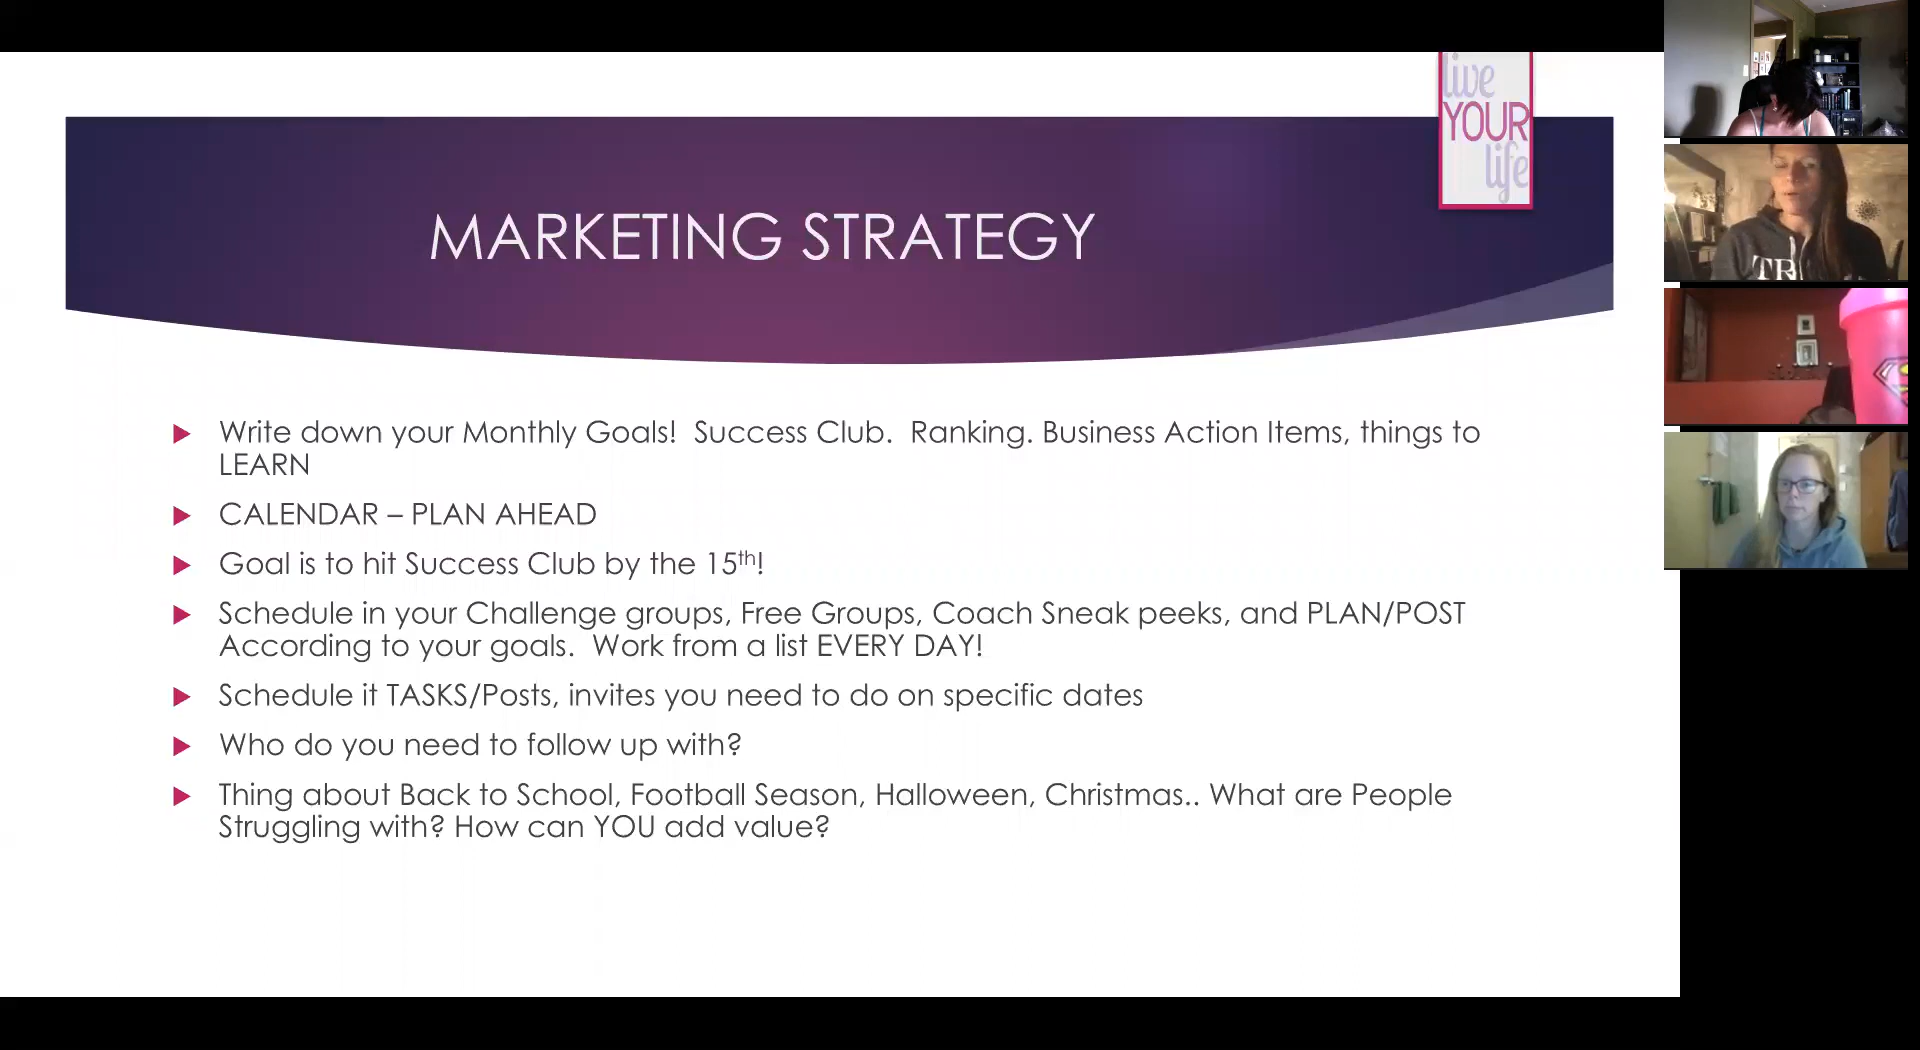 live
YOUR
life
MARKETING STRATEGY
Write down your Monthly Goals!  Success Club.  Ranking. Business Action Items, things to
LEARN
CALENDAR – PLAN AHEAD
Goal is to hit Success Club by the 15th!
Schedule in your Challenge groups, Free Groups, Coach Sneak peeks, and PLAN/POST
According to your goals.  Work from a list EVERY DAY!
Schedule it TASKS/Posts, invites you need to do on specific dates
Who do you need to follow up with?
Thing about Back to School, Football Season, Halloween, Christmas.. What are People
Struggling with? How can YOU add value?